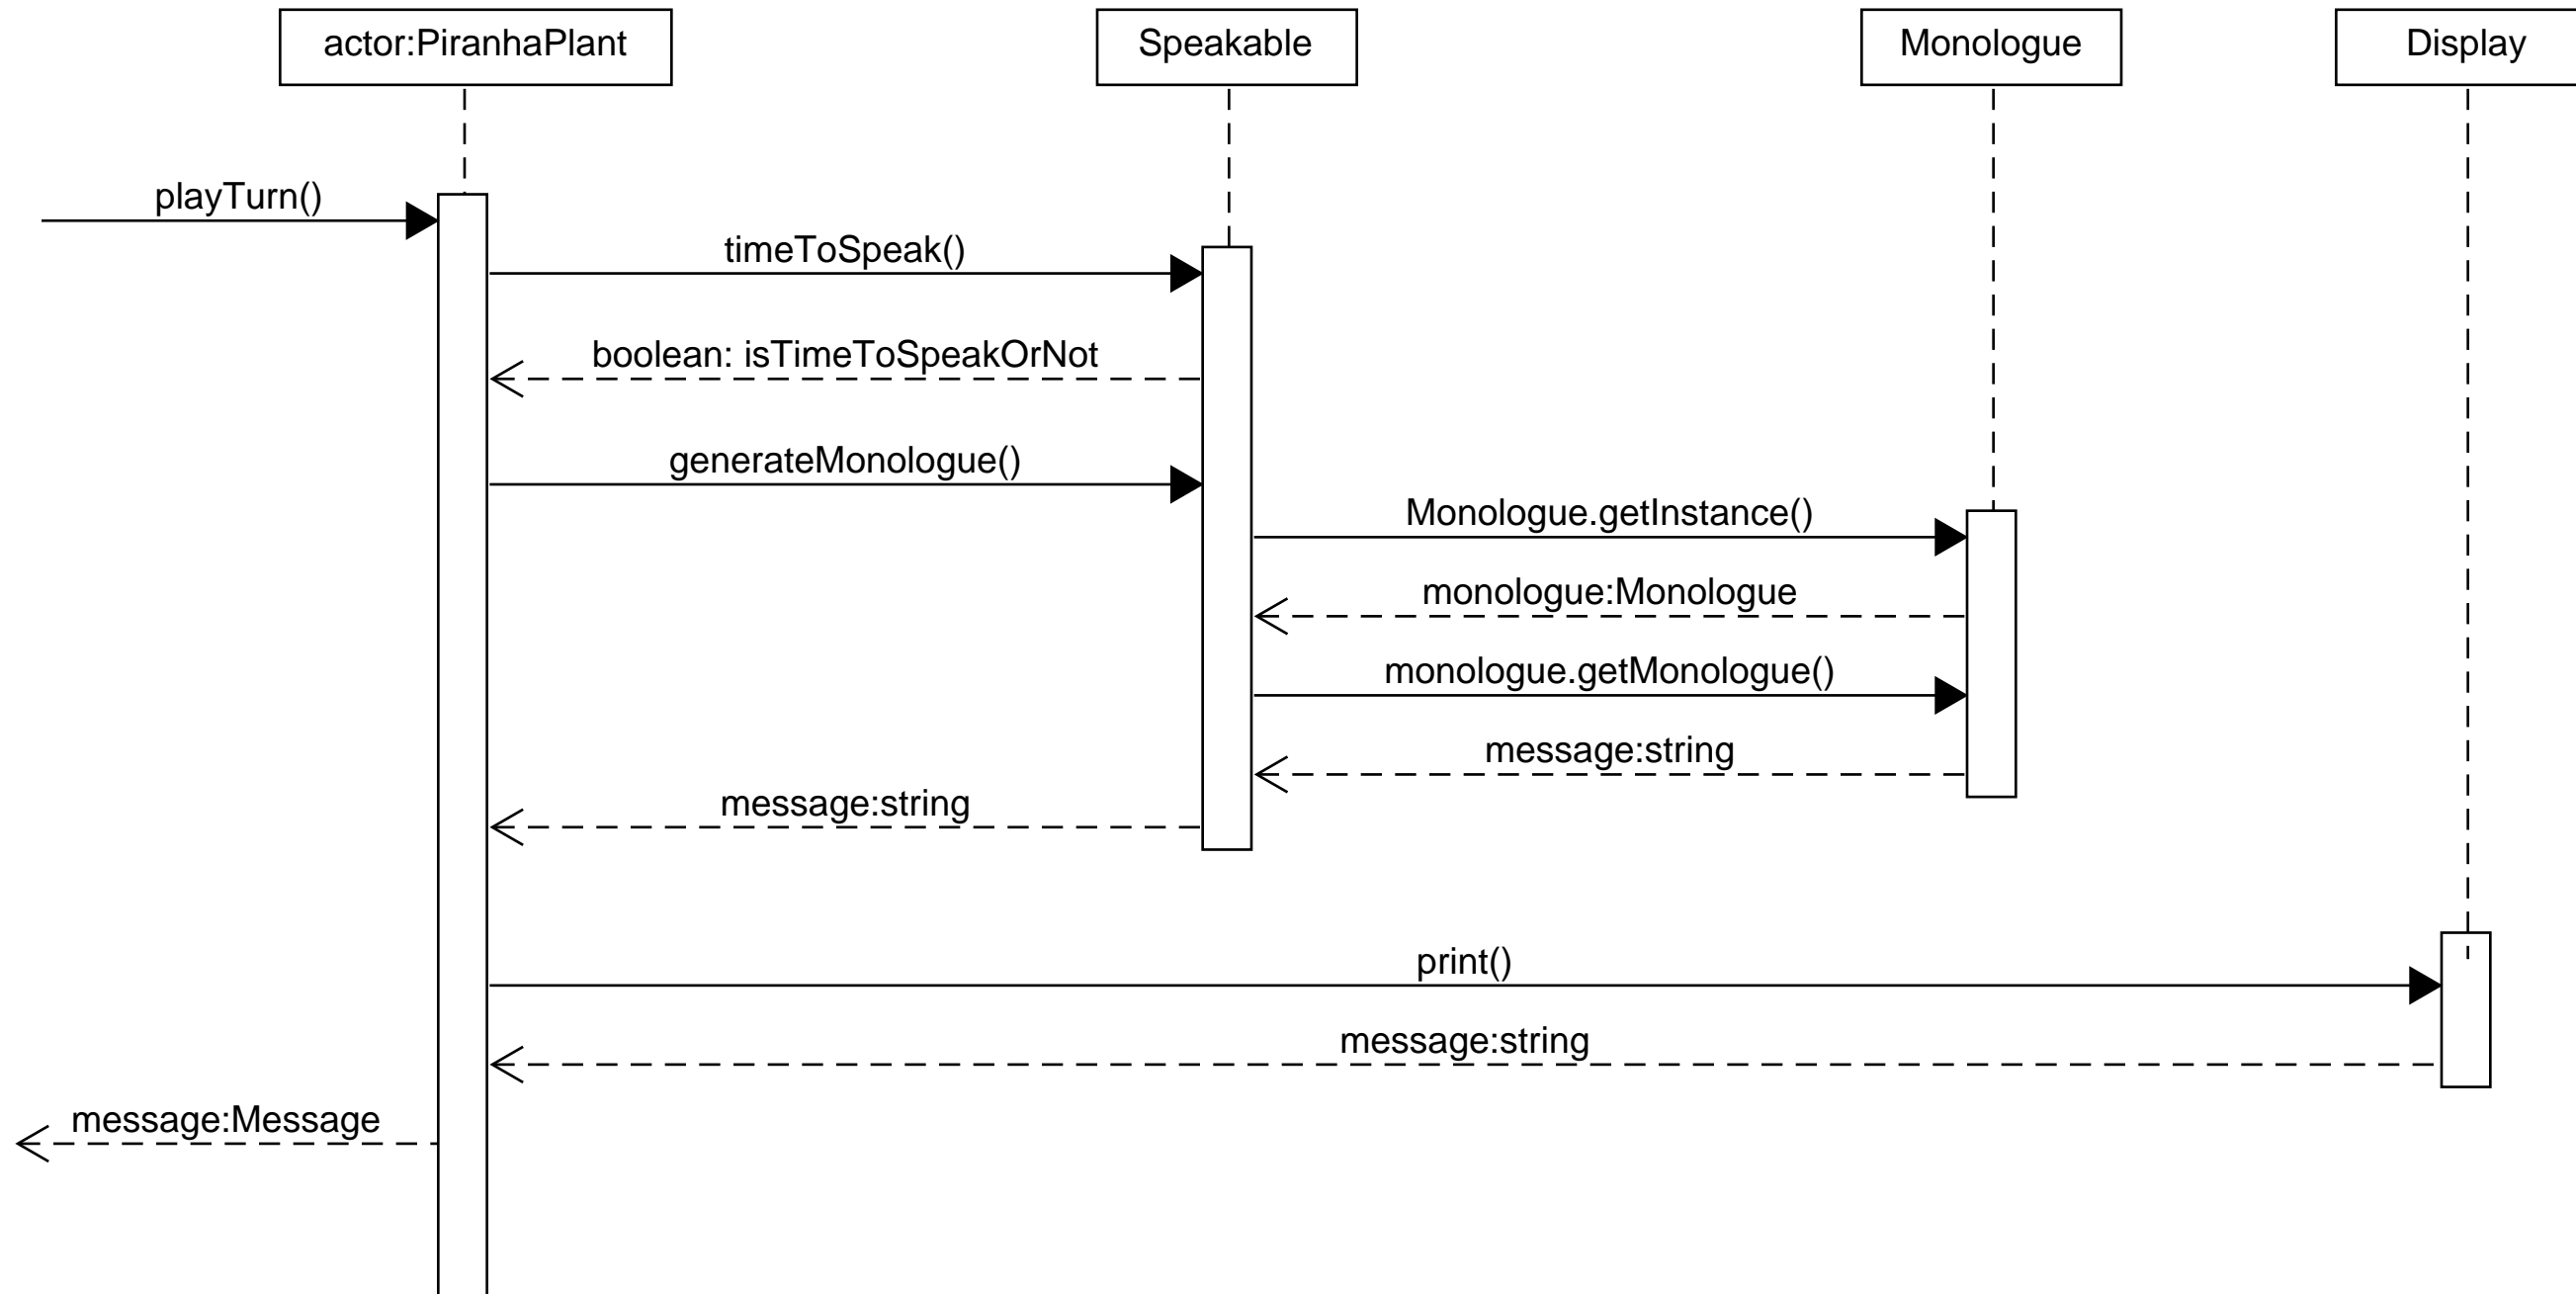 actor:PiranhaPlant
Speakable
Monologue
Display
playTurn()
timeToSpeak()
boolean: isTimeToSpeakOrNot
generateMonologue()
Monologue.getInstance()
monologue:Monologue
monologue.getMonologue()
message:string
message:string
print()
message:string
message:Message